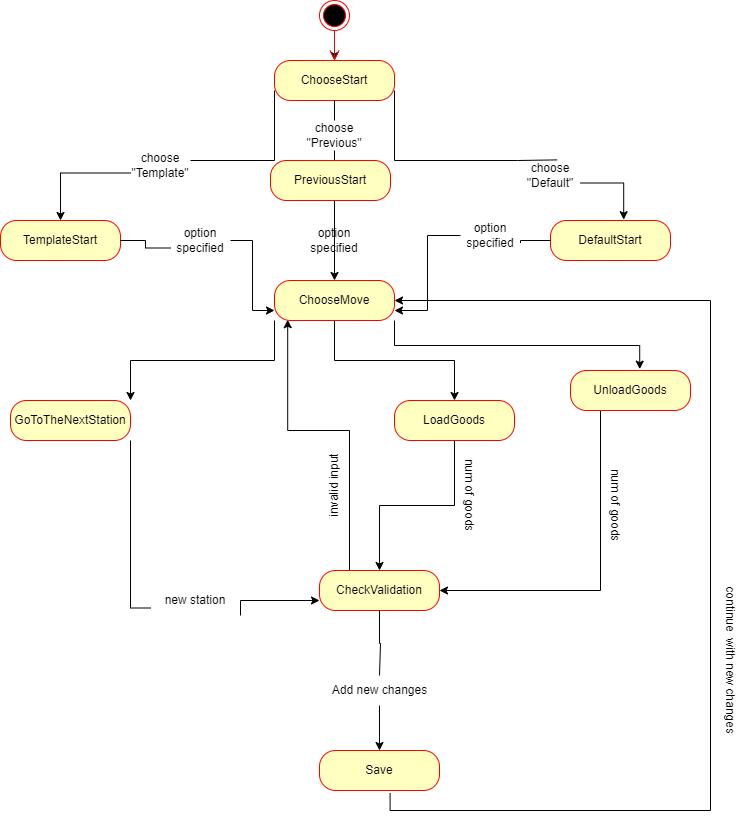 ChooseStart
choose
"Previous"
choose
"Template"
choose
"Default"
PreviousStart
TemplateStart
option
specified
option
specified
option
specified
DefaultStart
ChooseMove
GoToTheNextStation
LoadGoods
UnloadGoods
invalid input
num of goods
num of goods
CheckValidation
new station
continue with new changes
Add new changes
Save